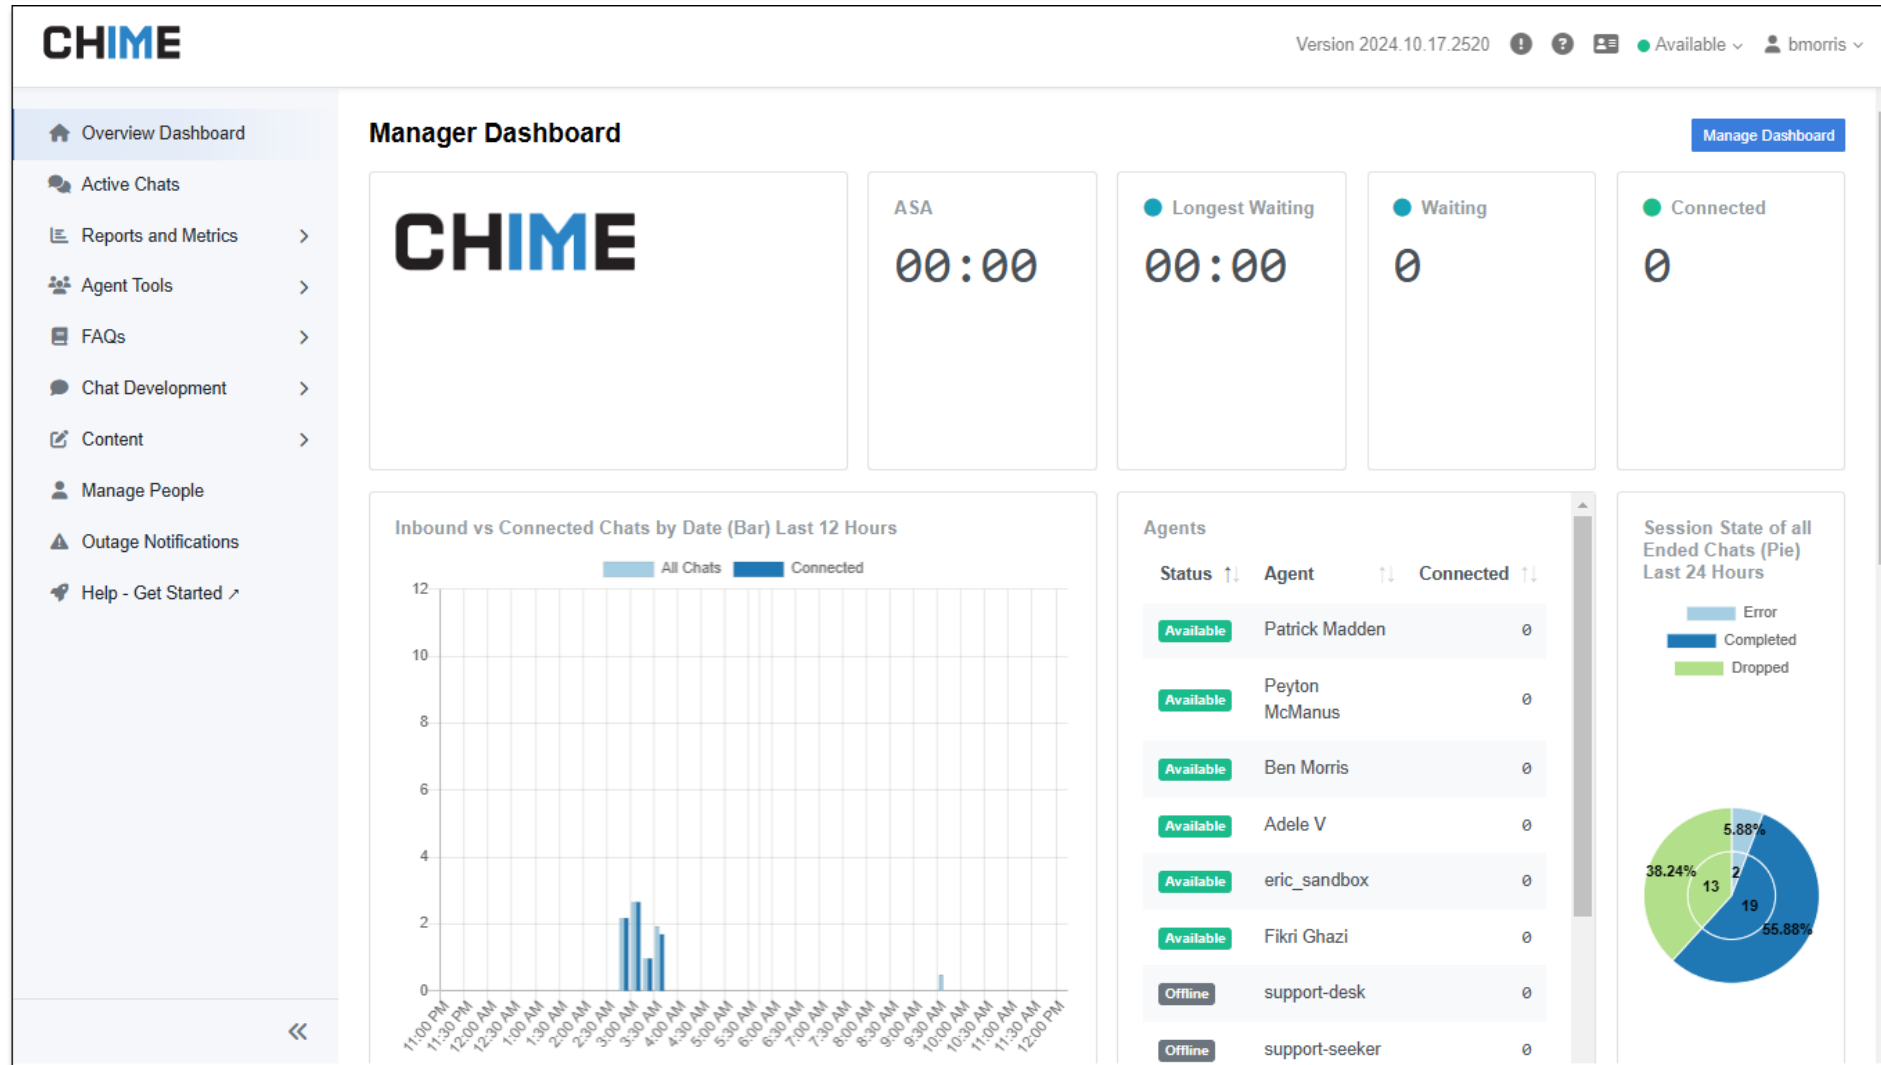 CHIME
Version 2024.10.17.2520
Available
bmorris
Overview Dashboard
Active Chats
Reports and Metrics
Agent Tools
FAQs
Chat Development
Content
Manage People
Outage Notifications
Help - Get Started ↗
Manager Dashboard
Manage Dashboard
CHIME
ASA
00:00
Longest Waiting
00:00
Waiting
0
Connected
0
Inbound vs Connected Chats by Date (Bar) Last 12 Hours
All Chats Connected
12
10
8
6
4
2
0
11:00 PM 11:30 PM 12:00 AM 12:30 AM 1:00 AM 1:30 AM 2:00 AM 2:30 AM 3:00 AM 3:30 AM 4:00 AM 4:30 AM 5:00 AM 5:30 AM 6:00 AM 6:30 AM 7:00 AM 7:30 AM 8:00 AM 8:30 AM 9:00 AM 9:30 AM 10:00 AM 10:30 AM 11:00 AM 11:30 AM 12:00 PM
Agents
Status Agent Connected
Available Patrick Madden 0
Available Peyton McManus 0
Available Ben Morris 0
Available Adele V 0
Available eric_sandbox 0
Available Fikri Ghazi 0
Offline support-desk 0
Offline support-seeker 0
Session State of all
Ended Chats (Pie)
Last 24 Hours
Error
Completed
Dropped
5.88%
38.24%
2
13
19
55.88%